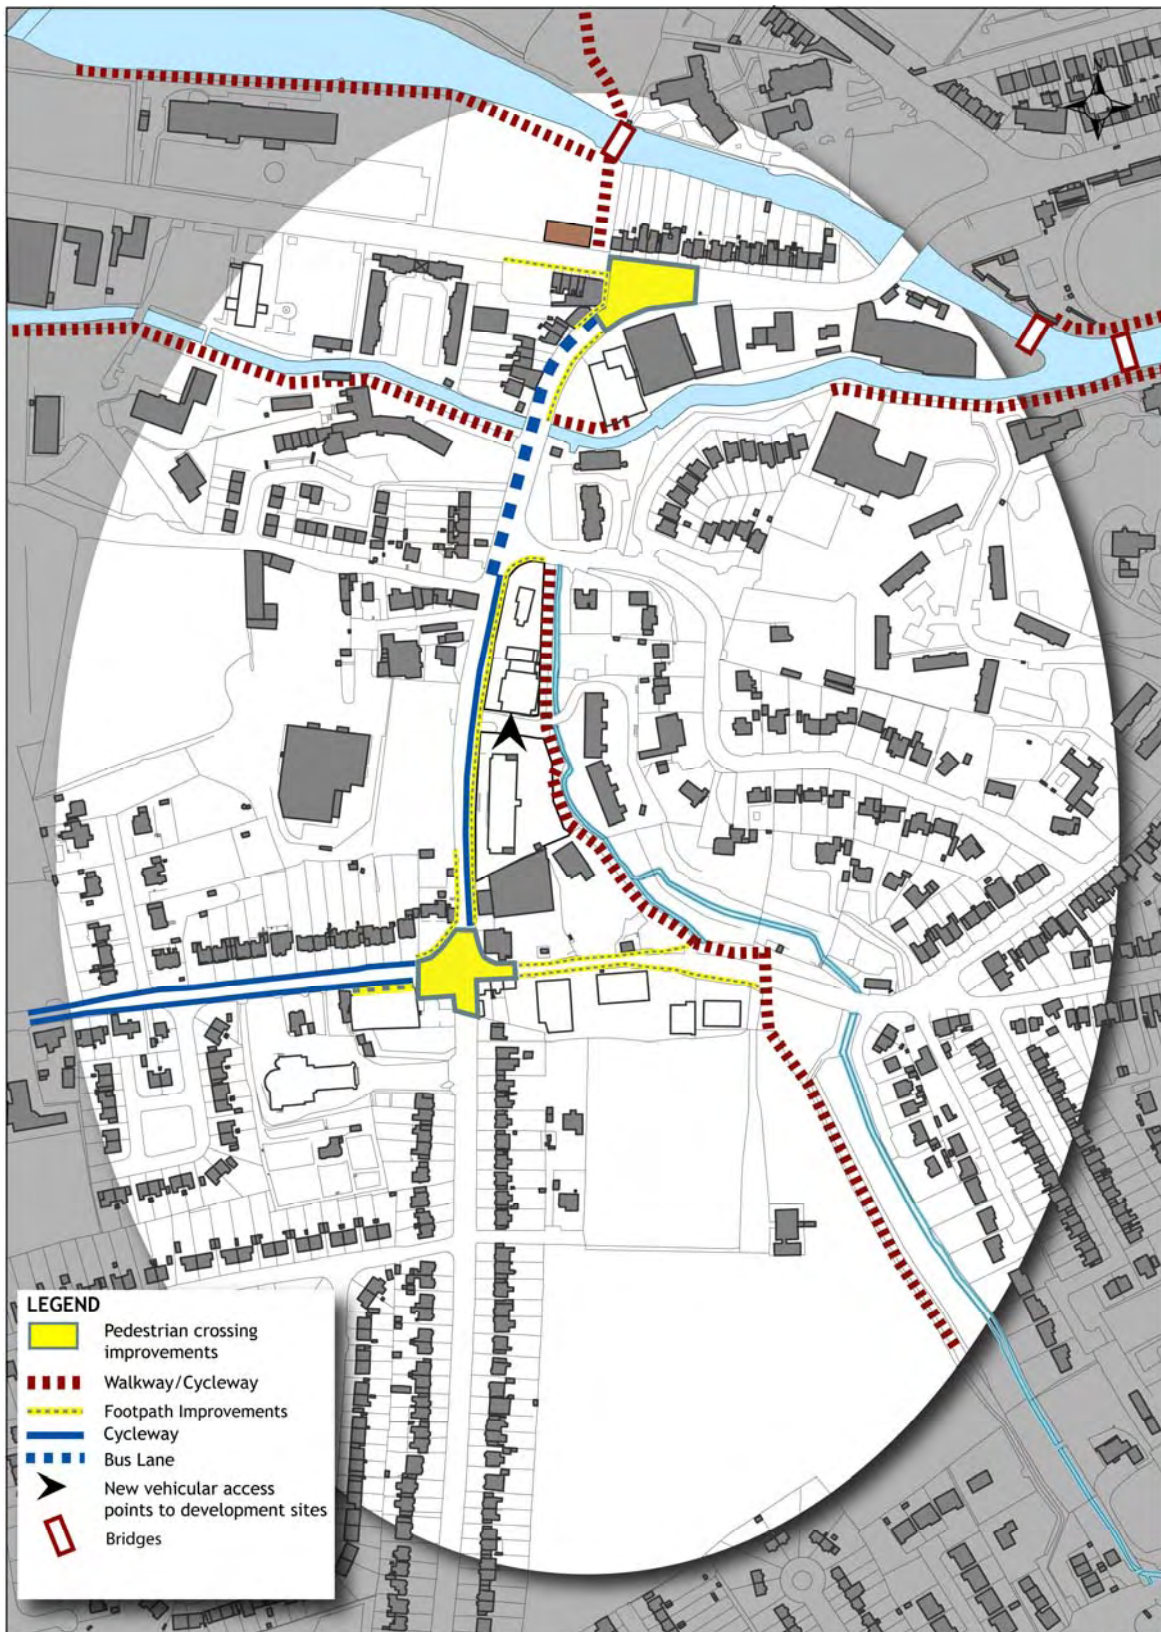 LEGEND
Pedestrian crossing
improvements
Walkway/Cycleway
Footpath Improvements
Cycleway
Bus Lane
New vehicular access
points to development sites
Bridges